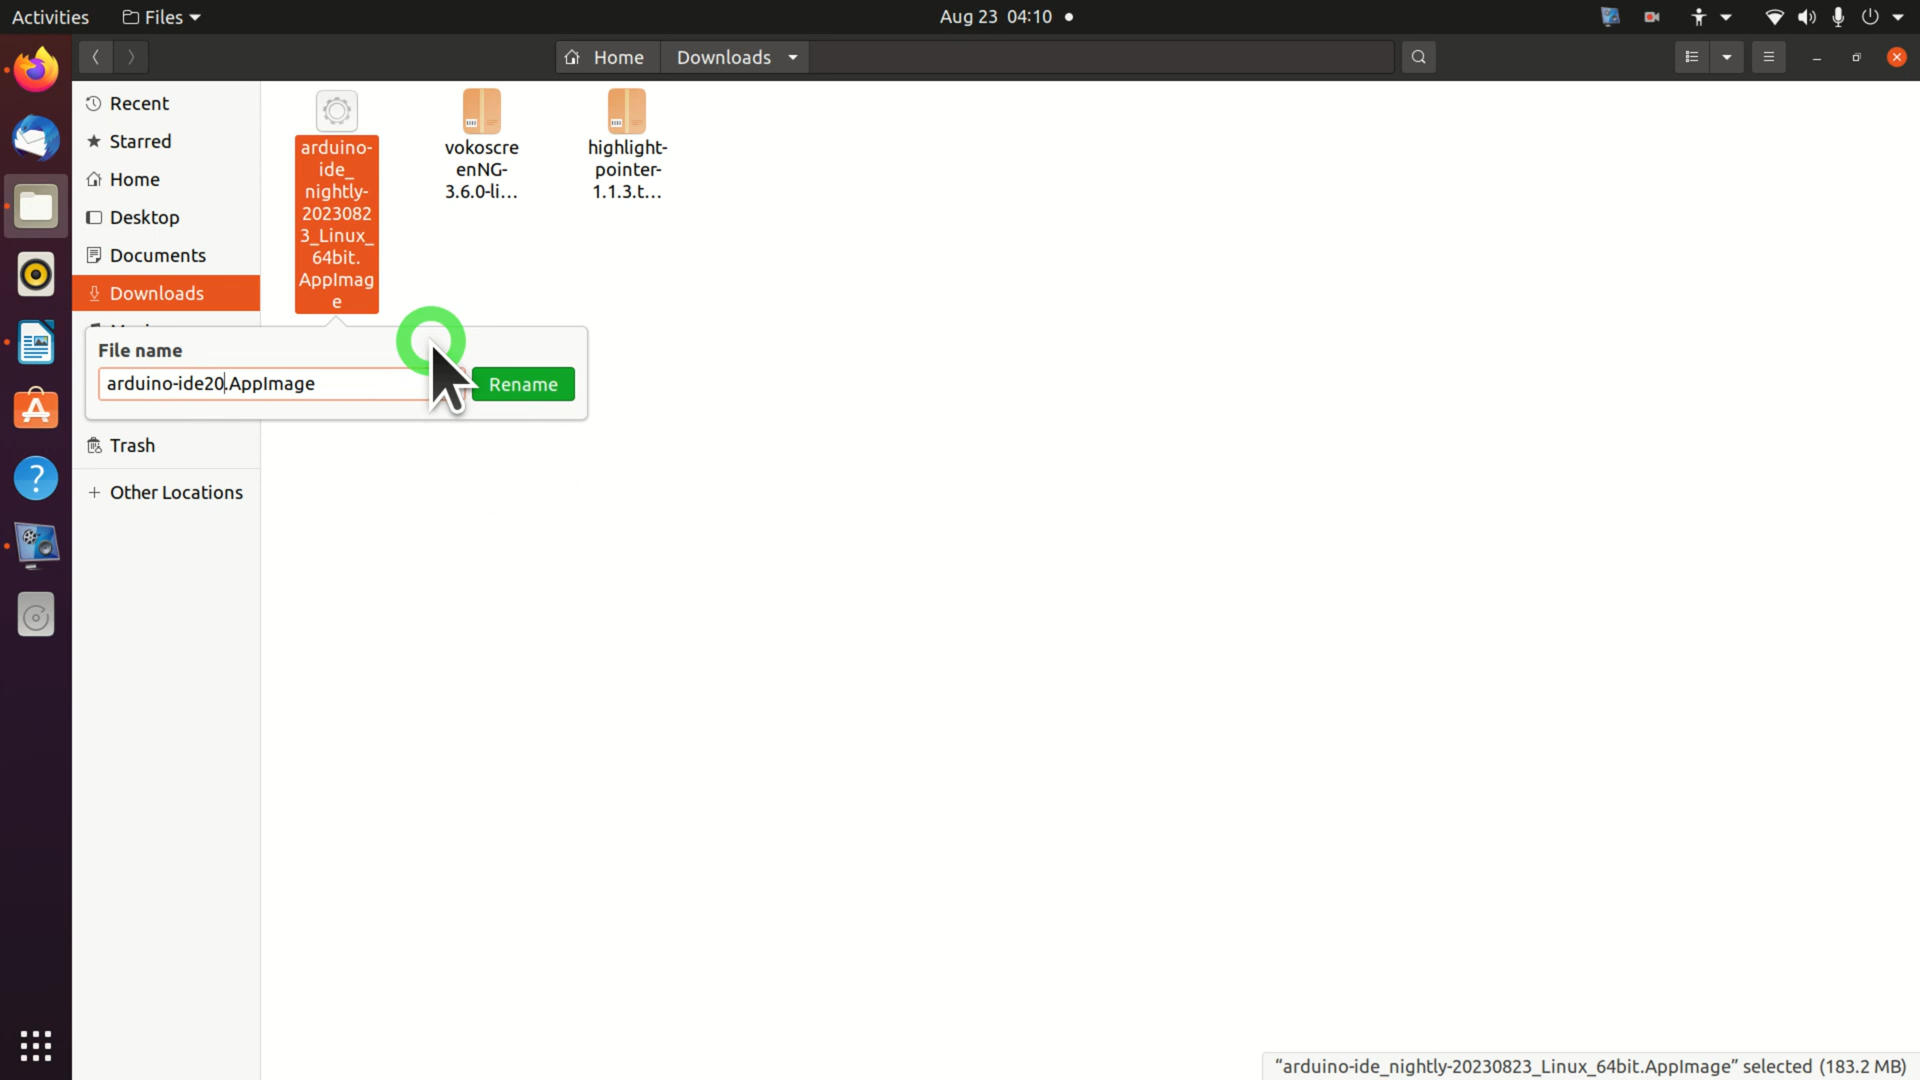 Activities
Files
Aug 23 04:10
Home
Downloads
Recent
Starred
Home
Desktop
Documents
Downloads
Trash
+ Other Locations
arduino-
ide_
nightly-
2023082
3_Linux_
64bit.
AppImag
e
vokoscre
enNG-
3.6.0-li...
highlight-
pointer-
1.1.3.t...
File name
arduino-ide20.AppImage
Rename
"arduino-ide_nightly-20230823_Linux_64bit.AppImage" selected (183.2 MB)